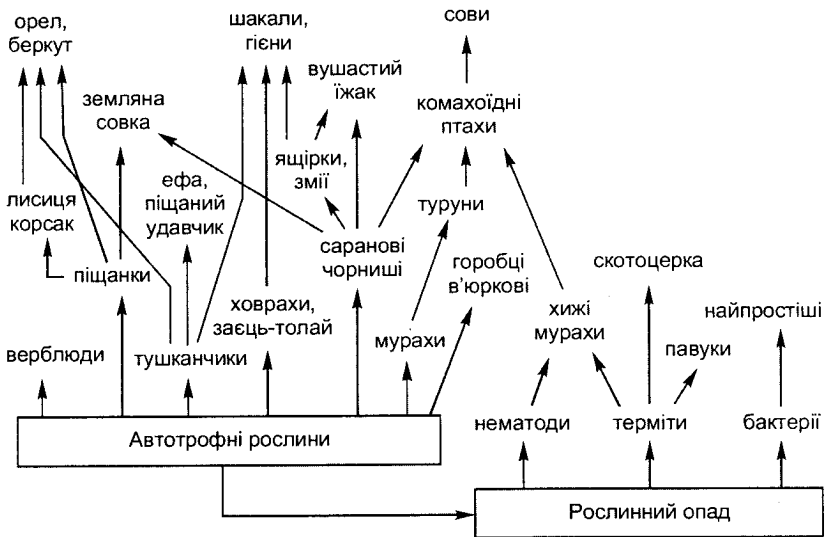 орел,
беркут
шакали,
гієни
сови
вушастий
їжак
земляна
совка
комахоїдні
птахи
ящірки,
змії
ефа,
піщаний
удавчик
лисиця
корсак
туруни
саранові
чорниші
піщанки
горобці
в'юркові
скотоцерка
ховрахи,
заєць-толай
хижі
мурахи
найпростіші
верблюди
тушканчики
мурахи
павуки
нематоди
терміти
бактерії
Автотрофні рослини
Рослинний опад